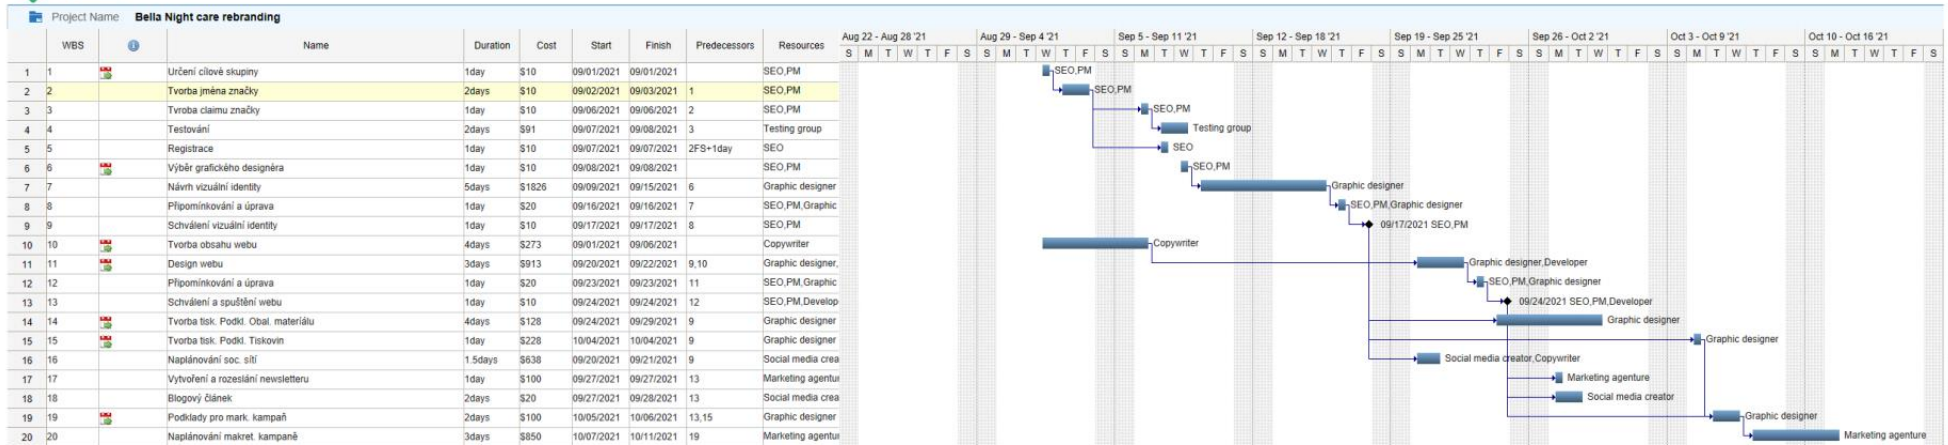 Project Name Bella Night care rebranding
WBS Name Duration Cost Start Finish Predecessors Resources
Aug 22 - Aug 28 '21 Aug 29 - Sep 4 '21 Sep 5 - Sep 11 '21 Sep 12 - Sep 18 '21 Sep 19 - Sep 25 '21 Sep 26 - Oct 2 '21 Oct 3 - Oct 9 '21 Oct 10 - Oct 16 '21
S M T W T F S S M T W T F S S M T W T F S S M T W T F S S M T W T F S S M T W T F S S M T W T F S S M T W T F S
1 1 Určení cílové skupiny 1day $10 09/01/2021 09/01/2021 SEO,PM SEO,PM
2 2 Tvorba jména značky 2days $10 09/02/2021 09/03/2021 1 SEO,PM SEO,PM
3 3 Tvroba claimu značky 1day $10 09/06/2021 09/06/2021 2 SEO,PM SEO,PM
4 4 Testování 2days $91 09/07/2021 09/08/2021 3 Testing group Testing group
5 5 Registrace 1day $10 09/07/2021 09/07/2021 2FS+1day SEO SEO
6 6 Výběr grafického designéra 1day $10 09/08/2021 09/08/2021 SEO,PM SEO,PM
7 7 Návrh vizuální identity 5days $1826 09/09/2021 09/15/2021 6 Graphic designer Graphic designer
8 8 Připomínkování a úprava 1day $20 09/16/2021 09/16/2021 7 SEO,PM,Graphic SEO,PM,Graphic designer
9 9 Schválení vizuální identity 1day $10 09/17/2021 09/17/2021 8 SEO,PM 09/17/2021 SEO,PM
10 10 Tvorba obsahu webu 4days $273 09/01/2021 09/06/2021 Copywriter Copywriter
11 11 Design webu 3days $913 09/20/2021 09/22/2021 9,10 Graphic designer, Graphic designer,Developer
12 12 Připomínkování a úprava 1day $20 09/23/2021 09/23/2021 11 SEO,PM,Graphic SEO,PM,Graphic designer
13 13 Schválení a spuštění webu 1day $10 09/24/2021 09/24/2021 12 SEO,PM,Develop 09/24/2021 SEO,PM,Developer
14 14 Tvorba tisk. Podkl. Obal. materíálu 4days $128 09/24/2021 09/29/2021 9 Graphic designer Graphic designer
15 15 Tvorba tisk. Podkl. Tiskovin 1day $228 10/04/2021 10/04/2021 9 Graphic designer Graphic designer
16 16 Naplánování soc. sítí 1.5days $638 09/20/2021 09/21/2021 9 Social media crea Social media creator,Copywriter
17 17 Vytvoření a rozeslání newsletteru 1day $100 09/27/2021 09/27/2021 13 Marketing agentu Marketing agenture
18 18 Blogový článek 2days $20 09/27/2021 09/28/2021 13 Social media crea Social media creator
19 19 Podklady pro mark. kampaň 2days $100 10/05/2021 10/06/2021 13,15 Graphic designer Graphic designer
20 20 Naplánování makret. kampaně 3days $850 10/07/2021 10/11/2021 19 Marketing agentu Marketing agenture